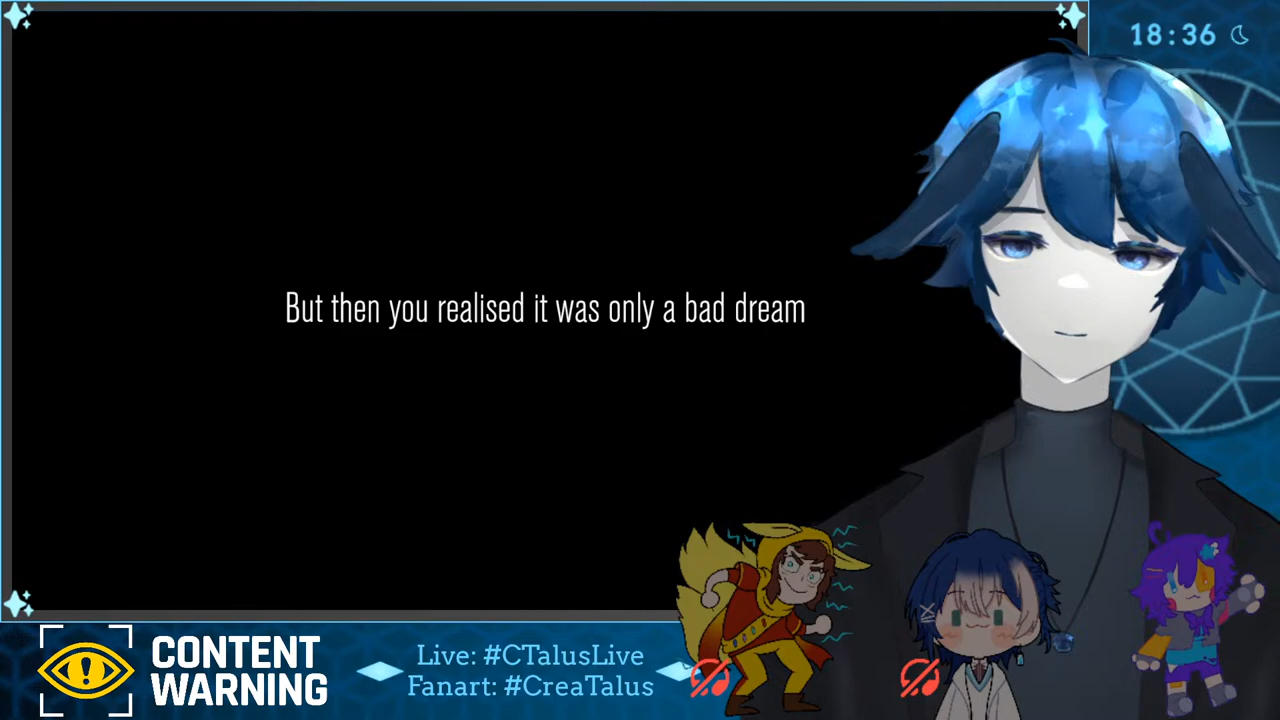 18:36
But then you realised it was only a bad dream
CONTENT
WARNING
Live: #CTalusLive
Fanart: #CreaTalus